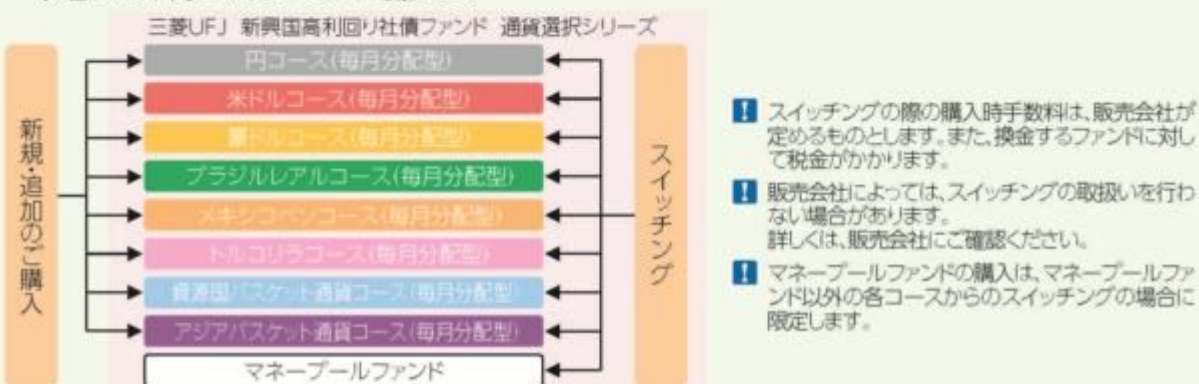 三菱UFJ 新興国高利回り社債ファンド 通貨選択シリーズ
新規・追加のご購入
円コース(毎月分配型)
米ドルコース(毎月分配型)
豪ドルコース(毎月分配型)
ブラジルレアルコース(毎月分配型)
メキシコペソコース(毎月分配型)
トルコリラコース(毎月分配型)
資源国バスケット通貨コース(毎月分配型)
アジアバスケット通貨コース(毎月分配型)
マネープールファンド
スイッチング
! スイッチングの際の購入時手数料は、販売会社が
定めるものとします。また、換金するファンドに対し
て税金がかかります。
! 販売会社によっては、スイッチングの取扱いを行わ
ない場合があります。
詳しくは、販売会社にご確認ください。
! マネープールファンドの購入は、マネープールファ
ンド以外の各コースからのスイッチングの場合に
限定します。